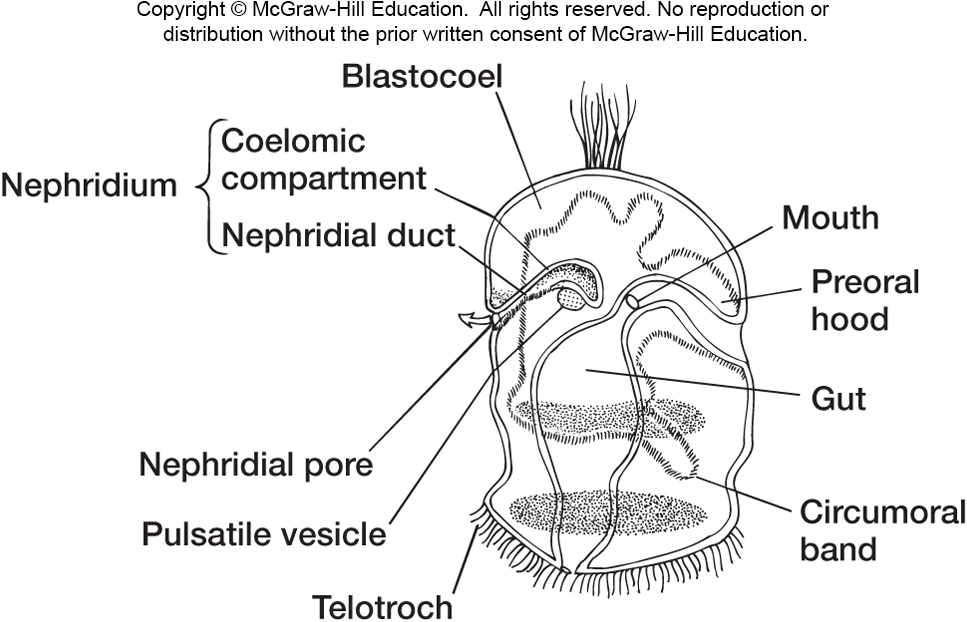 Copyright © McGraw-Hill Education. All rights reserved. No reproduction or
distribution without the prior written consent of McGraw-Hill Education.
Blastocoel
Coelomic
compartment
Nephridium
Nephridial duct
Mouth
Preoral
hood
Gut
Nephridial pore
Circumoral
band
Pulsatile vesicle
Telotroch